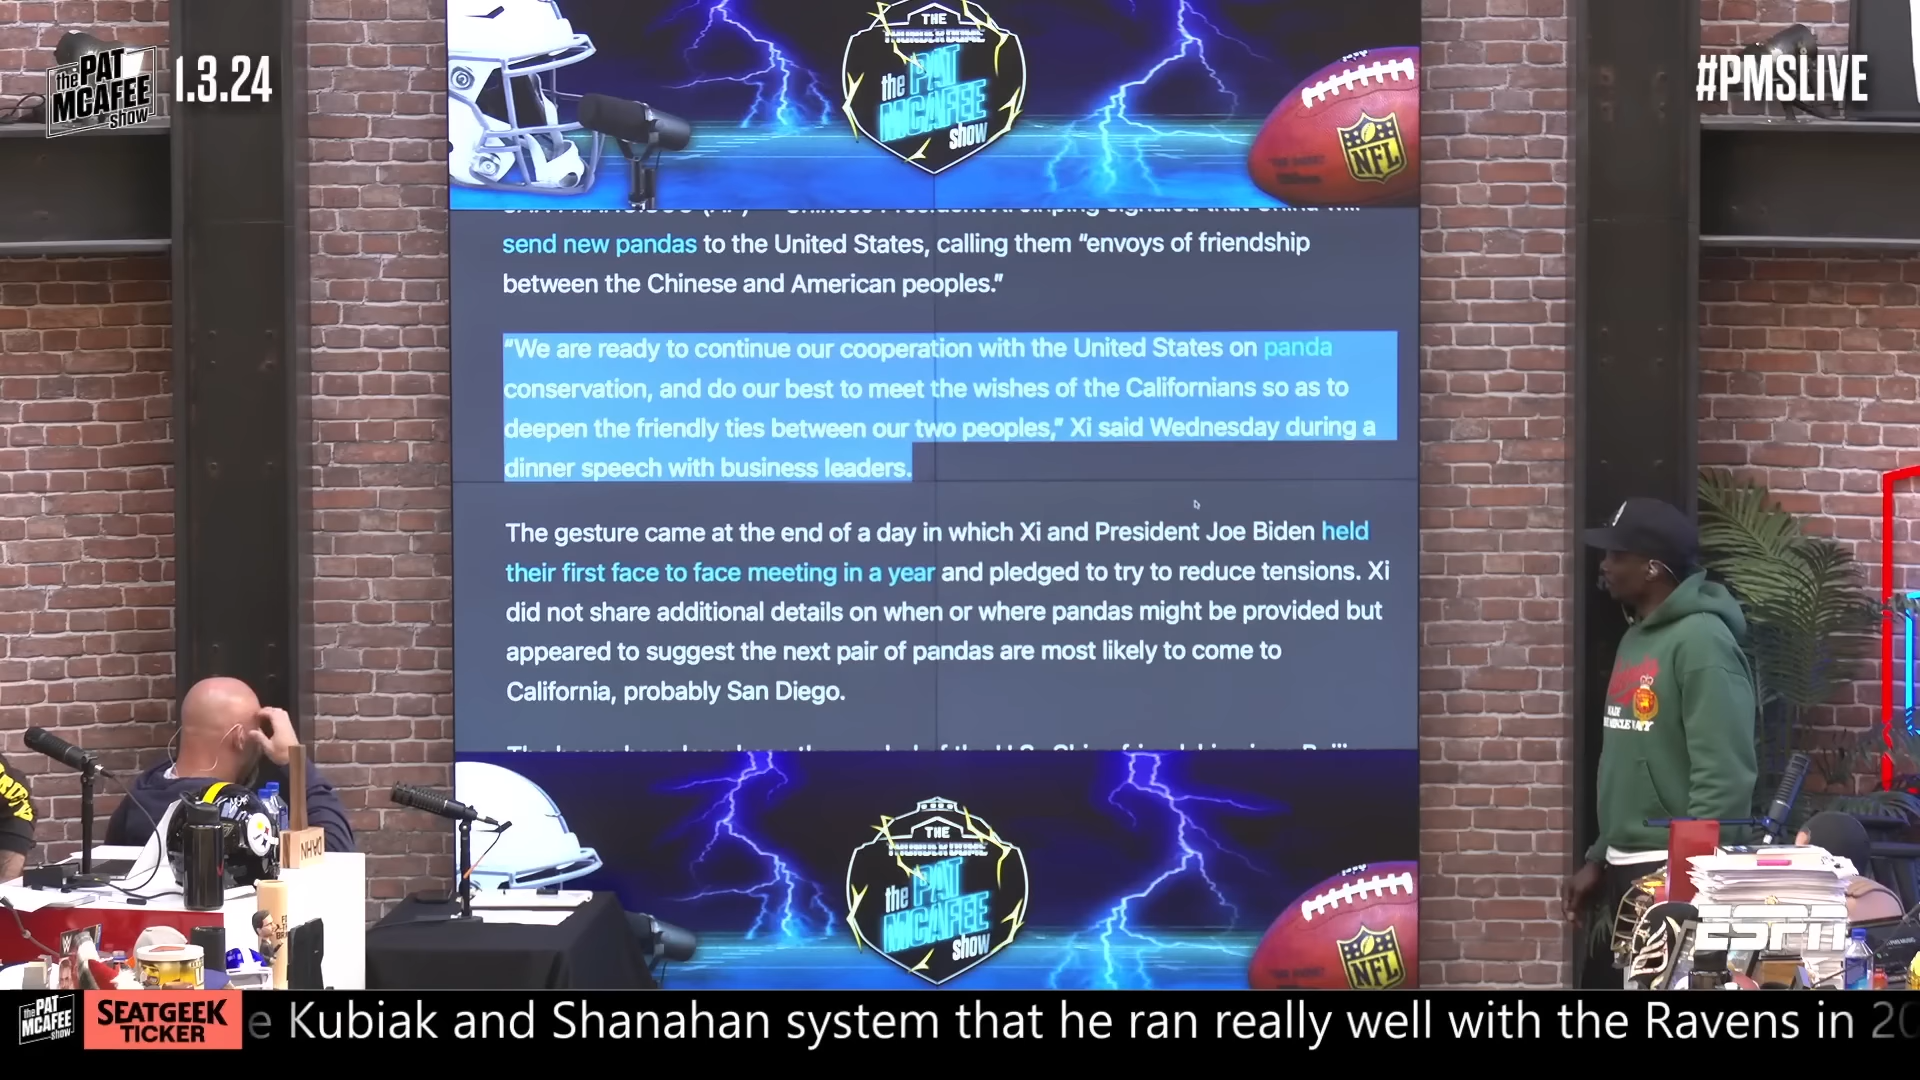 the PAT MCAFEE show
1.3.24
#PMSLIVE
THE
THUNDERDOME
the PAT MCAFEE show
NFL
send new pandas to the United States, calling them “envoys of friendship
between the Chinese and American peoples.”
“We are ready to continue our cooperation with the United States on panda
conservation, and do our best to meet the wishes of the Californians so as to
deepen the friendly ties between our two peoples,” Xi said Wednesday during a
dinner speech with business leaders.
The gesture came at the end of a day in which Xi and President Joe Biden held
their first face to face meeting in a year and pledged to try to reduce tensions. Xi
did not share additional details on when or where pandas might be provided but
appeared to suggest the next pair of pandas are most likely to come to
California, probably San Diego.
THE
THUNDERDOME
the PAT MCAFEE show
NFL
DAHN
ESPN
the PAT MCAFEE show
SEATGEEK
TICKER
e Kubiak and Shanahan system that he ran really well with the Ravens in 20